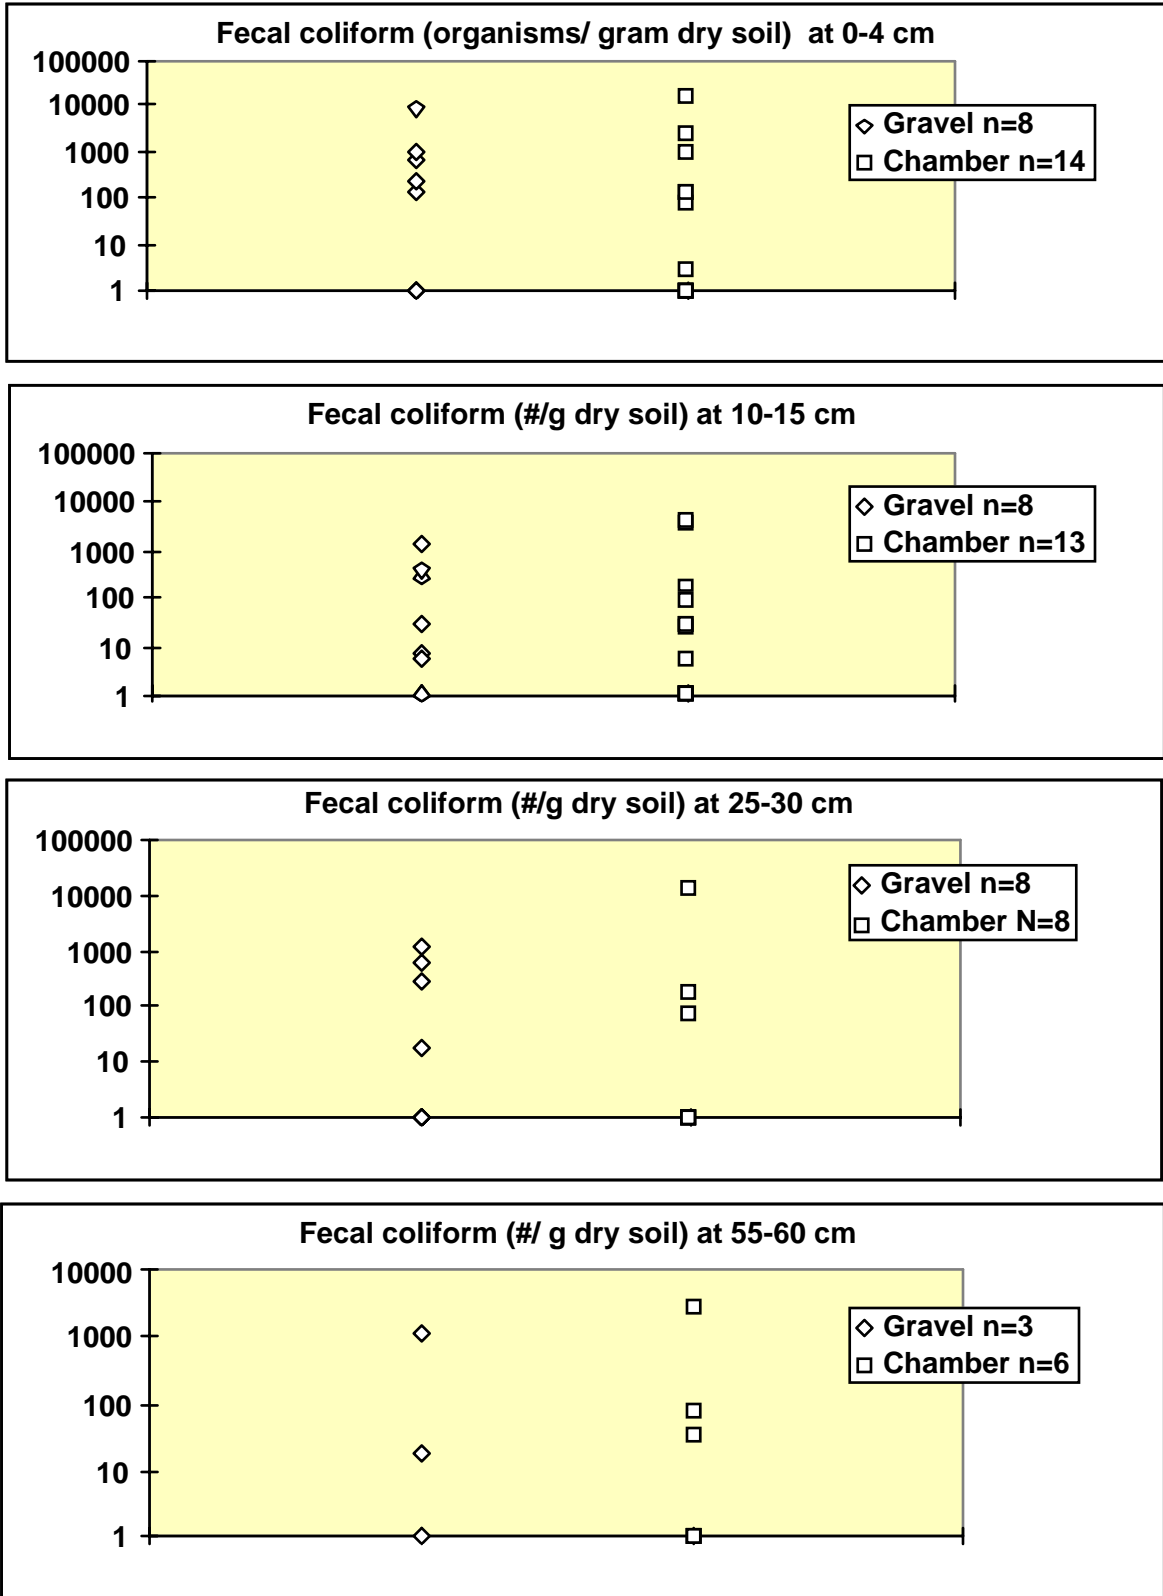 Fecal coliform (organisms/ gram dry soil)  at 0-4 cm
100000
10000
1000
100
10
1
Gravel n=8
Chamber n=14
Fecal coliform (#/g dry soil) at 10-15 cm
100000
10000
1000
100
10
1
Gravel n=8
Chamber n=13
Fecal coliform (#/g dry soil) at 25-30 cm
100000
10000
1000
100
10
1
Gravel n=8
Chamber N=8
Fecal coliform (#/ g dry soil) at 55-60 cm
10000
1000
100
10
1
Gravel n=3
Chamber n=6